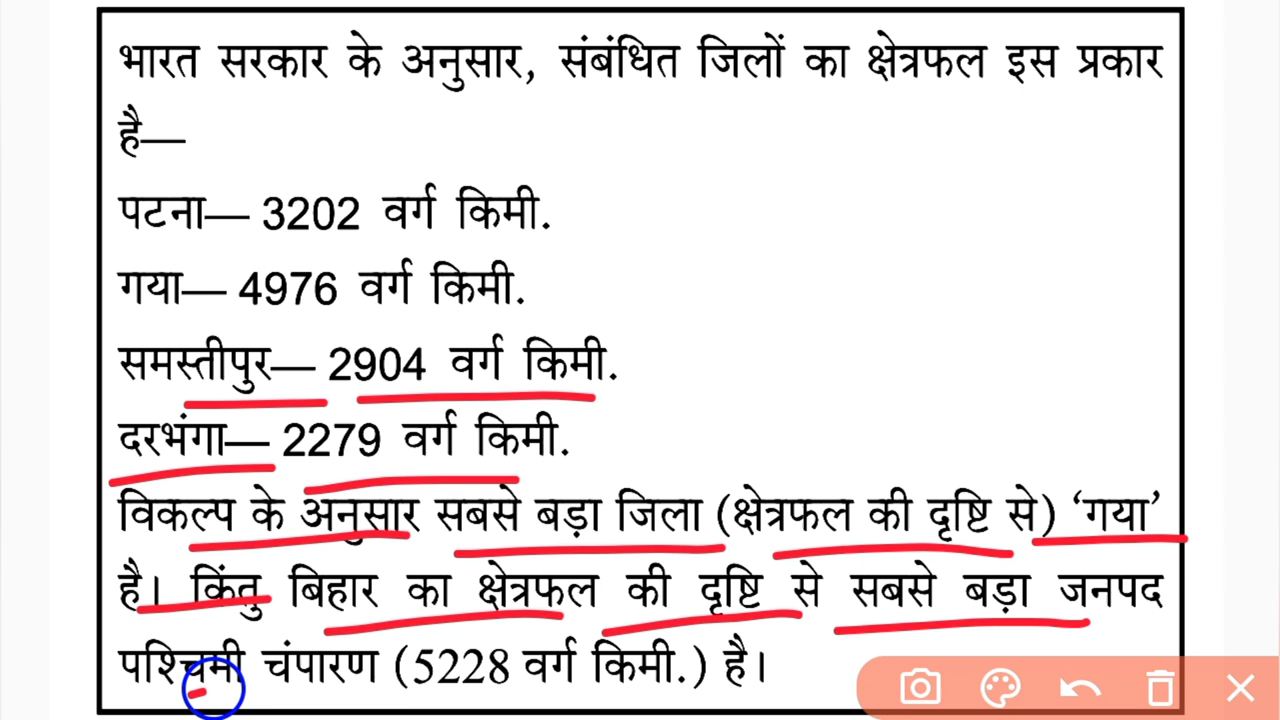 भारत सरकार के अनुसार, संबंधित जिलों का क्षेत्रफल इस प्रकार
है—
पटना— 3202 वर्ग किमी.
गया— 4976 वर्ग किमी.
समस्तीपुर— 2904 वर्ग किमी.
दरभंगा— 2279 वर्ग किमी.
विकल्प के अनुसार सबसे बड़ा जिला (क्षेत्रफल की दृष्टि से) ‘गया’
है। किंतु बिहार का क्षेत्रफल की दृष्टि से सबसे बड़ा जनपद
पश्चिमी चंपारण (5228 वर्ग किमी.) है।